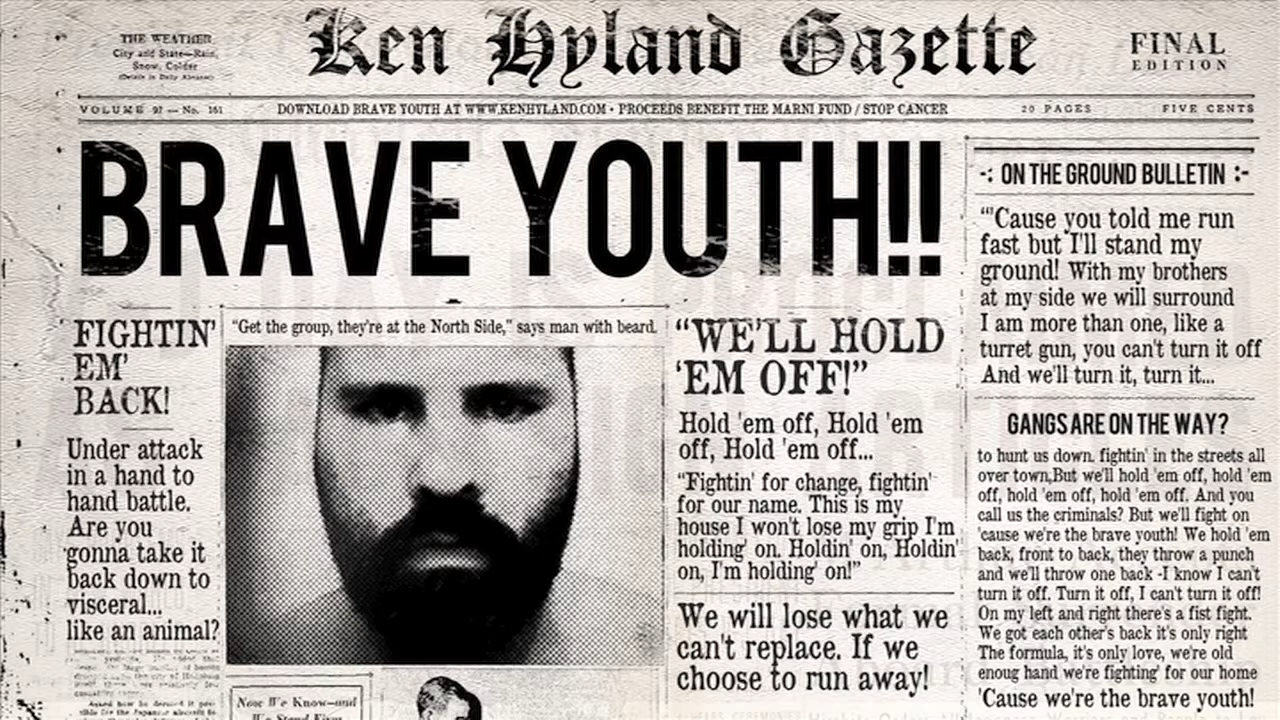 THE WEATHER
City and State—Rain,
Snow, Colder
(Details in Daily Almanac)
Ken Hyland Gazette
FINAL
EDITION
VOLUME 97 — No. 161
DOWNLOAD BRAVE YOUTH AT WWW.KENHYLAND.COM • PROCEEDS BENEFIT THE MARNI FUND / STOP CANCER
20 PAGES
FIVE CENTS
BRAVE YOUTH!!
FIGHTIN'
EM'
BACK!
Under attack
in a hand to
hand battle.
Are you
gonna take it
back down to
visceral...
like an animal?
"Get the group, they're at the North Side," says man with beard.
Now We Know—and
We Stand Firm
"WE'LL HOLD
'EM OFF!"
Hold 'em off, Hold 'em
off, Hold 'em off...
"Fightin' for change, fightin'
for our name. This is my
house I won't lose my grip I'm
holding' on. Holdin' on, Holdin'
on, I'm holding' on!"
We will lose what we
can't replace. If we
choose to run away!
-: ON THE GROUND BULLETIN :-
"'Cause you told me run
fast but I'll stand my
ground! With my brothers
at my side we will surround
I am more than one, like a
turret gun, you can't turn it off
And we'll turn it, turn it...
GANGS ARE ON THE WAY?
to hunt us down. fightin' in the streets all
over town,But we'll hold 'em off, hold 'em
off, hold 'em off, hold 'em off. And you
call us the criminals? But we'll fight on
'cause we're the brave youth! We hold 'em
back, front to back, they throw a punch
and we'll throw one back -I know I can't
turn it off. Turn it off, I can't turn it off!
On my left and right there's a fist fight.
We got each other's back it's only right
The formula, it's only love, we're old
enoug hand we're fighting' for our home
'Cause we're the brave youth!